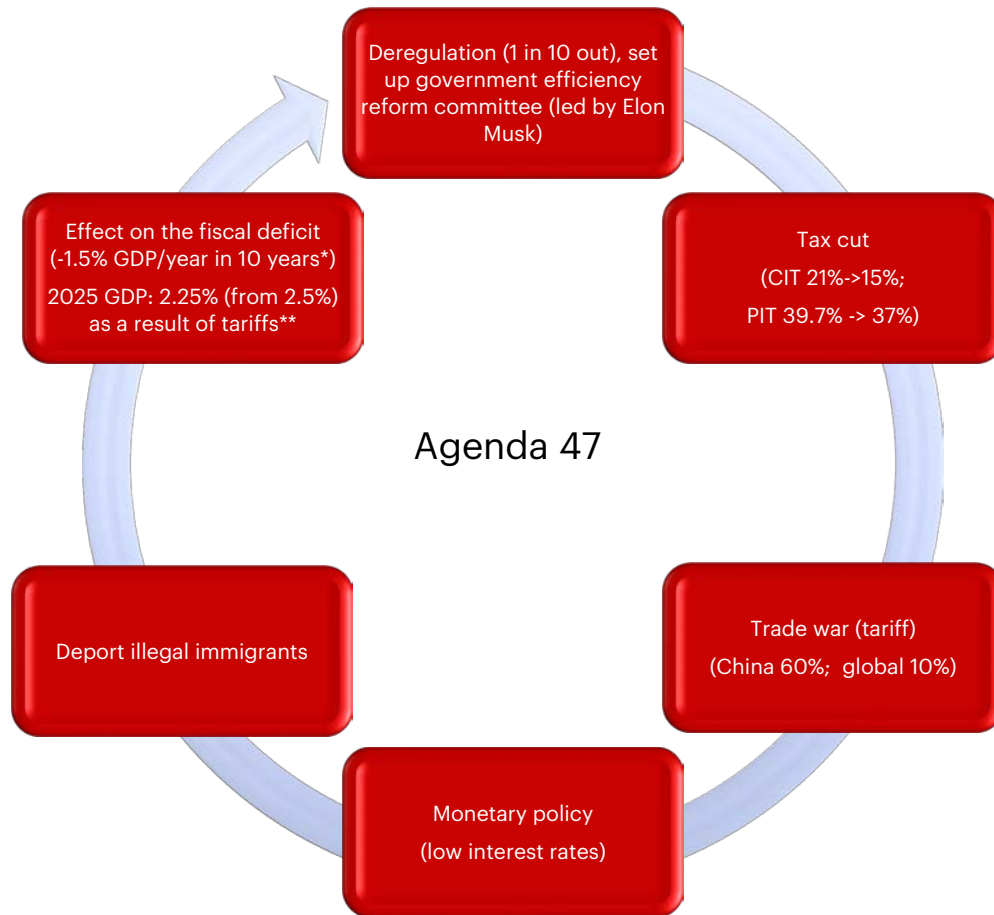 Deregulation (1 in 10 out), set
up government efficiency
reform committee (led by Elon
Musk)
Tax cut
(CIT 21%->15%;
PIT 39.7% -> 37%)
Trade war (tariff)
(China 60%;  global 10%)
Monetary policy
(low interest rates)
Deport illegal immigrants
Effect on the fiscal deficit
(-1.5% GDP/year in 10 years*)
2025 GDP: 2.25% (from 2.5%)
as a result of tariffs**
Agenda 47